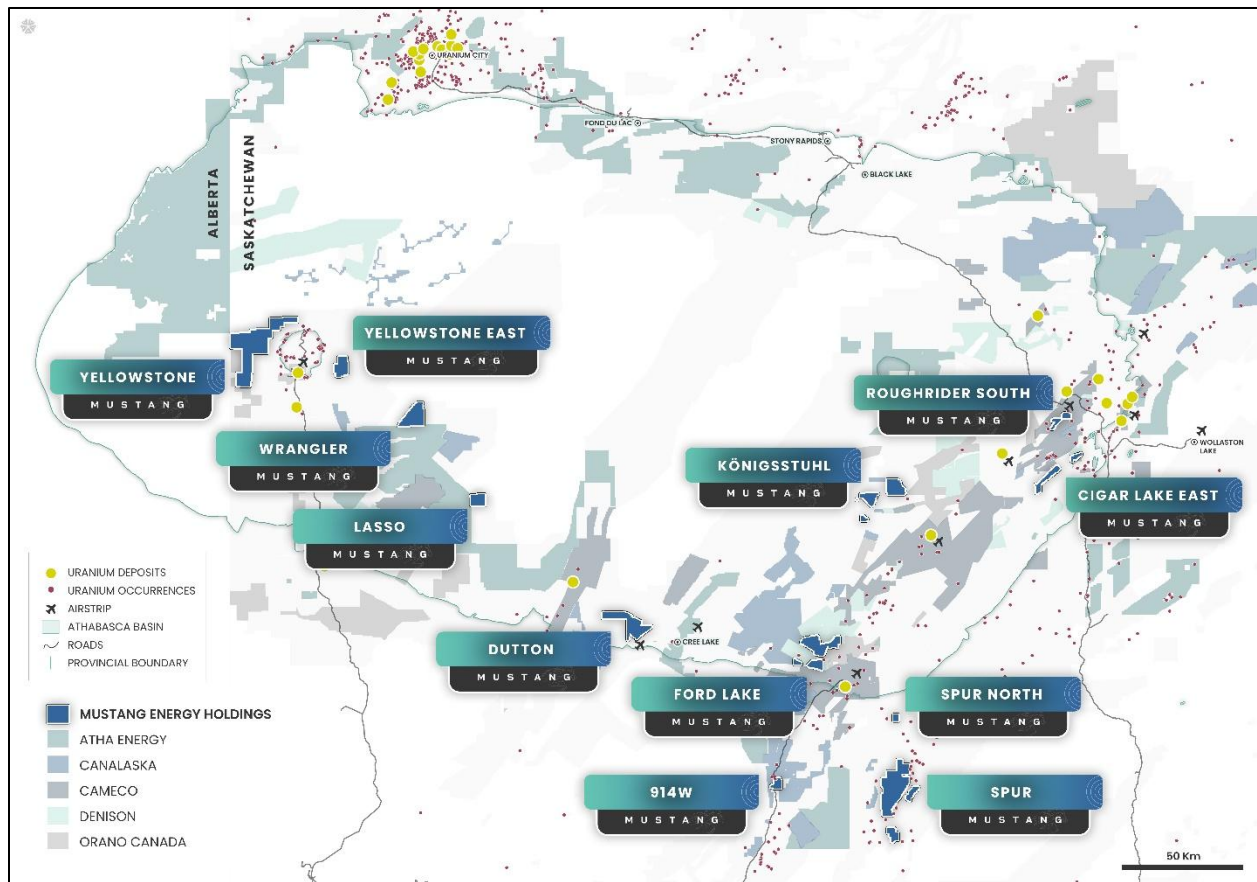 URANIUM CITY
FOND DU LAC
STONY RAPIDS
BLACK LAKE
ALBERTA
SASKATCHEWAN
YELLOWSTONE EAST
MUSTANG
YELLOWSTONE
MUSTANG
ROUGHRIDER SOUTH
MUSTANG
WRANGLER
MUSTANG
WOLLASTON
LAKE
KÖNIGSSTUHL
MUSTANG
CIGAR LAKE EAST
MUSTANG
LASSO
MUSTANG
URANIUM DEPOSITS
URANIUM OCCURRENCES
AIRSTRIP
ATHABASCA BASIN
ROADS
PROVINCIAL BOUNDARY
CREE LAKE
DUTTON
MUSTANG
FORD LAKE
MUSTANG
SPUR NORTH
MUSTANG
MUSTANG ENERGY HOLDINGS
ATHA ENERGY
CANALASKA
CAMECO
DENISON
ORANO CANADA
914W
MUSTANG
SPUR
MUSTANG
50 Km